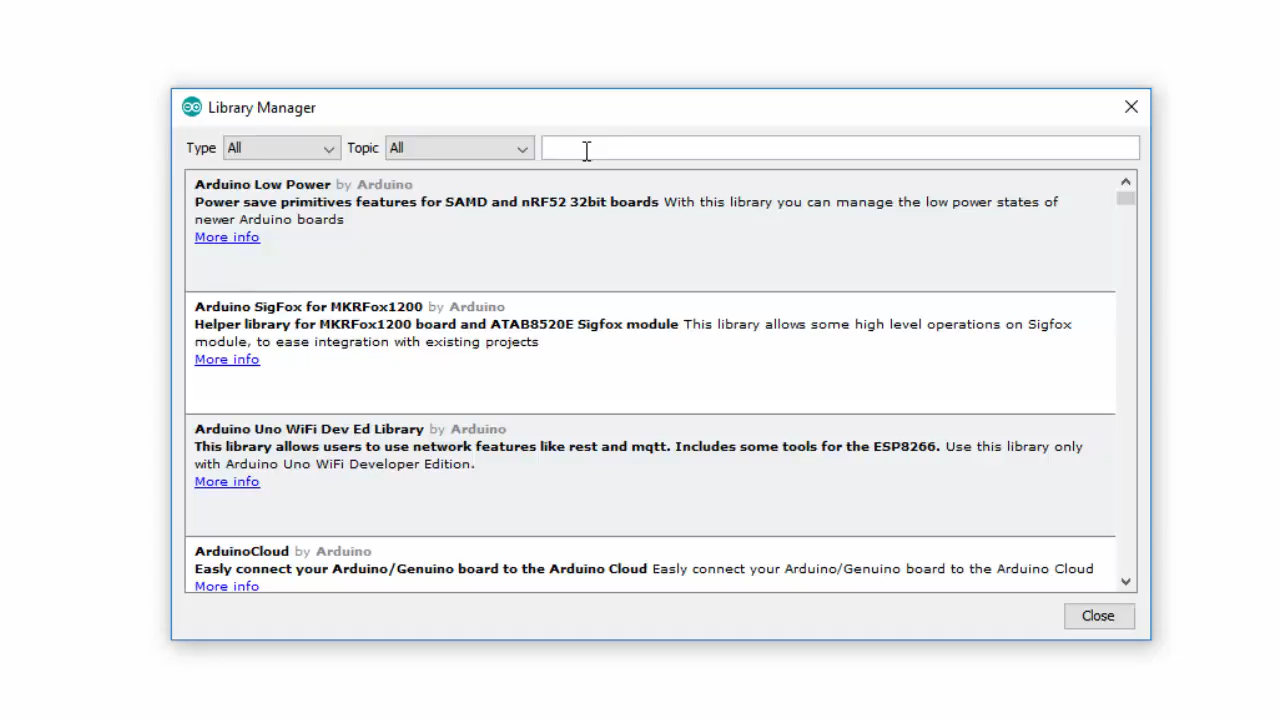 Library Manager
Type All Topic All
Arduino Low Power by Arduino
Power save primitives features for SAMD and nRF52 32bit boards With this library you can manage the low power states of
newer Arduino boards
More info
Arduino SigFox for MKRFox1200 by Arduino
Helper library for MKRFox1200 board and ATAB8520E Sigfox module This library allows some high level operations on Sigfox
module, to ease integration with existing projects
More info
Arduino Uno WiFi Dev Ed Library by Arduino
This library allows users to use network features like rest and mqtt. Includes some tools for the ESP8266. Use this library only
with Arduino Uno WiFi Developer Edition.
More info
ArduinoCloud by Arduino
Easly connect your Arduino/Genuino board to the Arduino Cloud Easly connect your Arduino/Genuino board to the Arduino Cloud
More info
Close